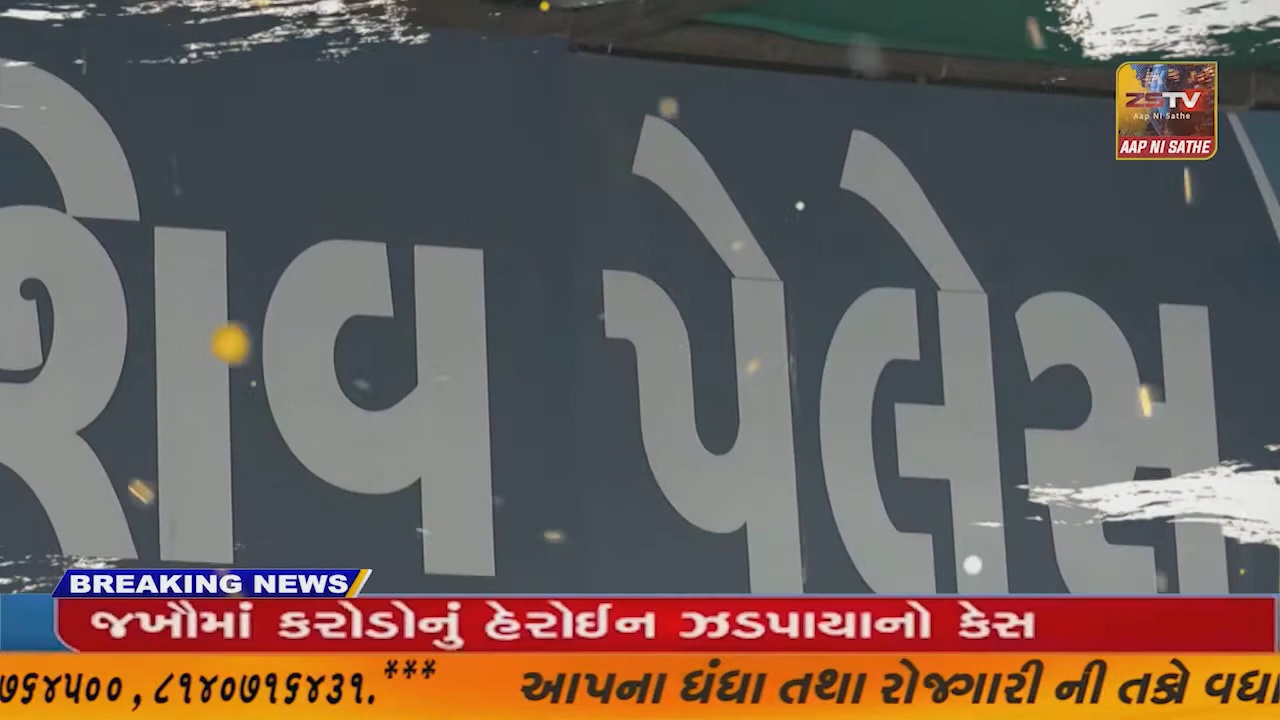 ZSTV
Aap Ni Sathe
AAP NI SATHE
શિવ પેલેસ
BREAKING NEWS
જખૌમાં કરોડોનું હેરોઈન ઝડપાયાનો કેસ
૭૬૪૫૦૦ , ૮૧૪૦૭૧૬૪૩૧.*** આપના ધંધા તથા રોજગારી ની તકો વધા